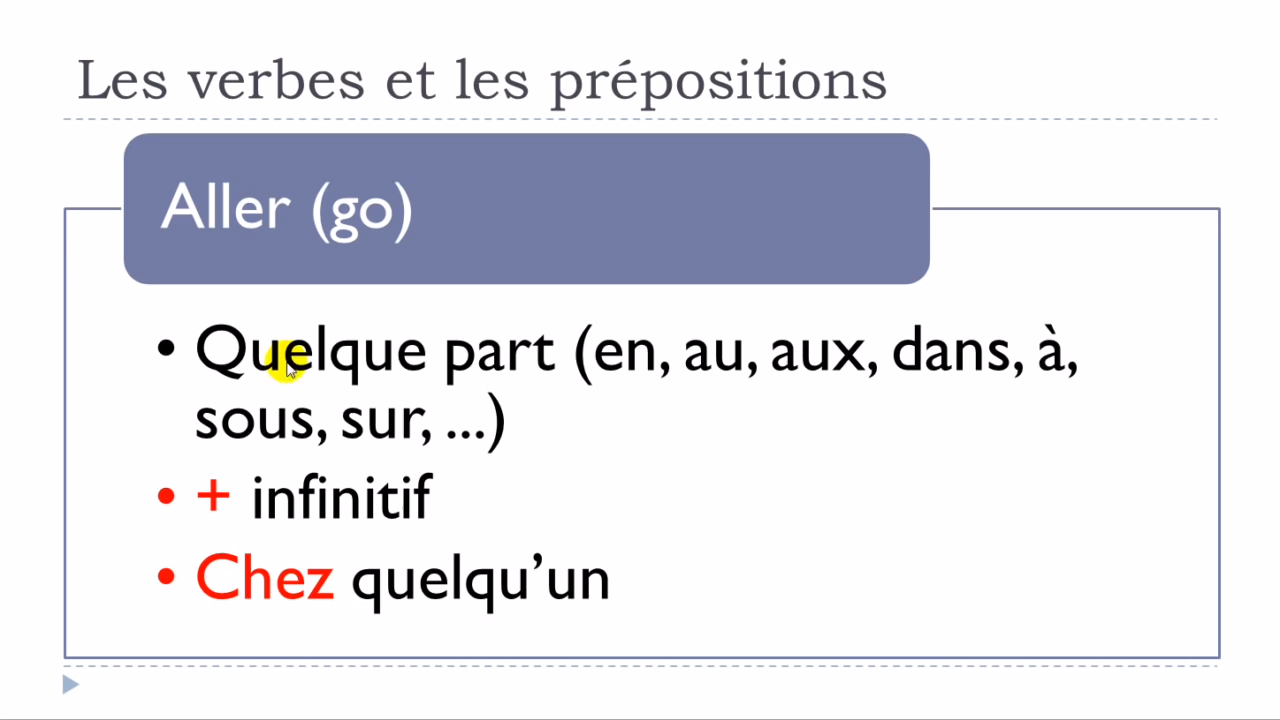 Les verbes et les prépositions
Aller (go)
• Quelque part (en, au, aux, dans, à,
sous, sur, ...)
• + infinitif
• Chez quelqu’un